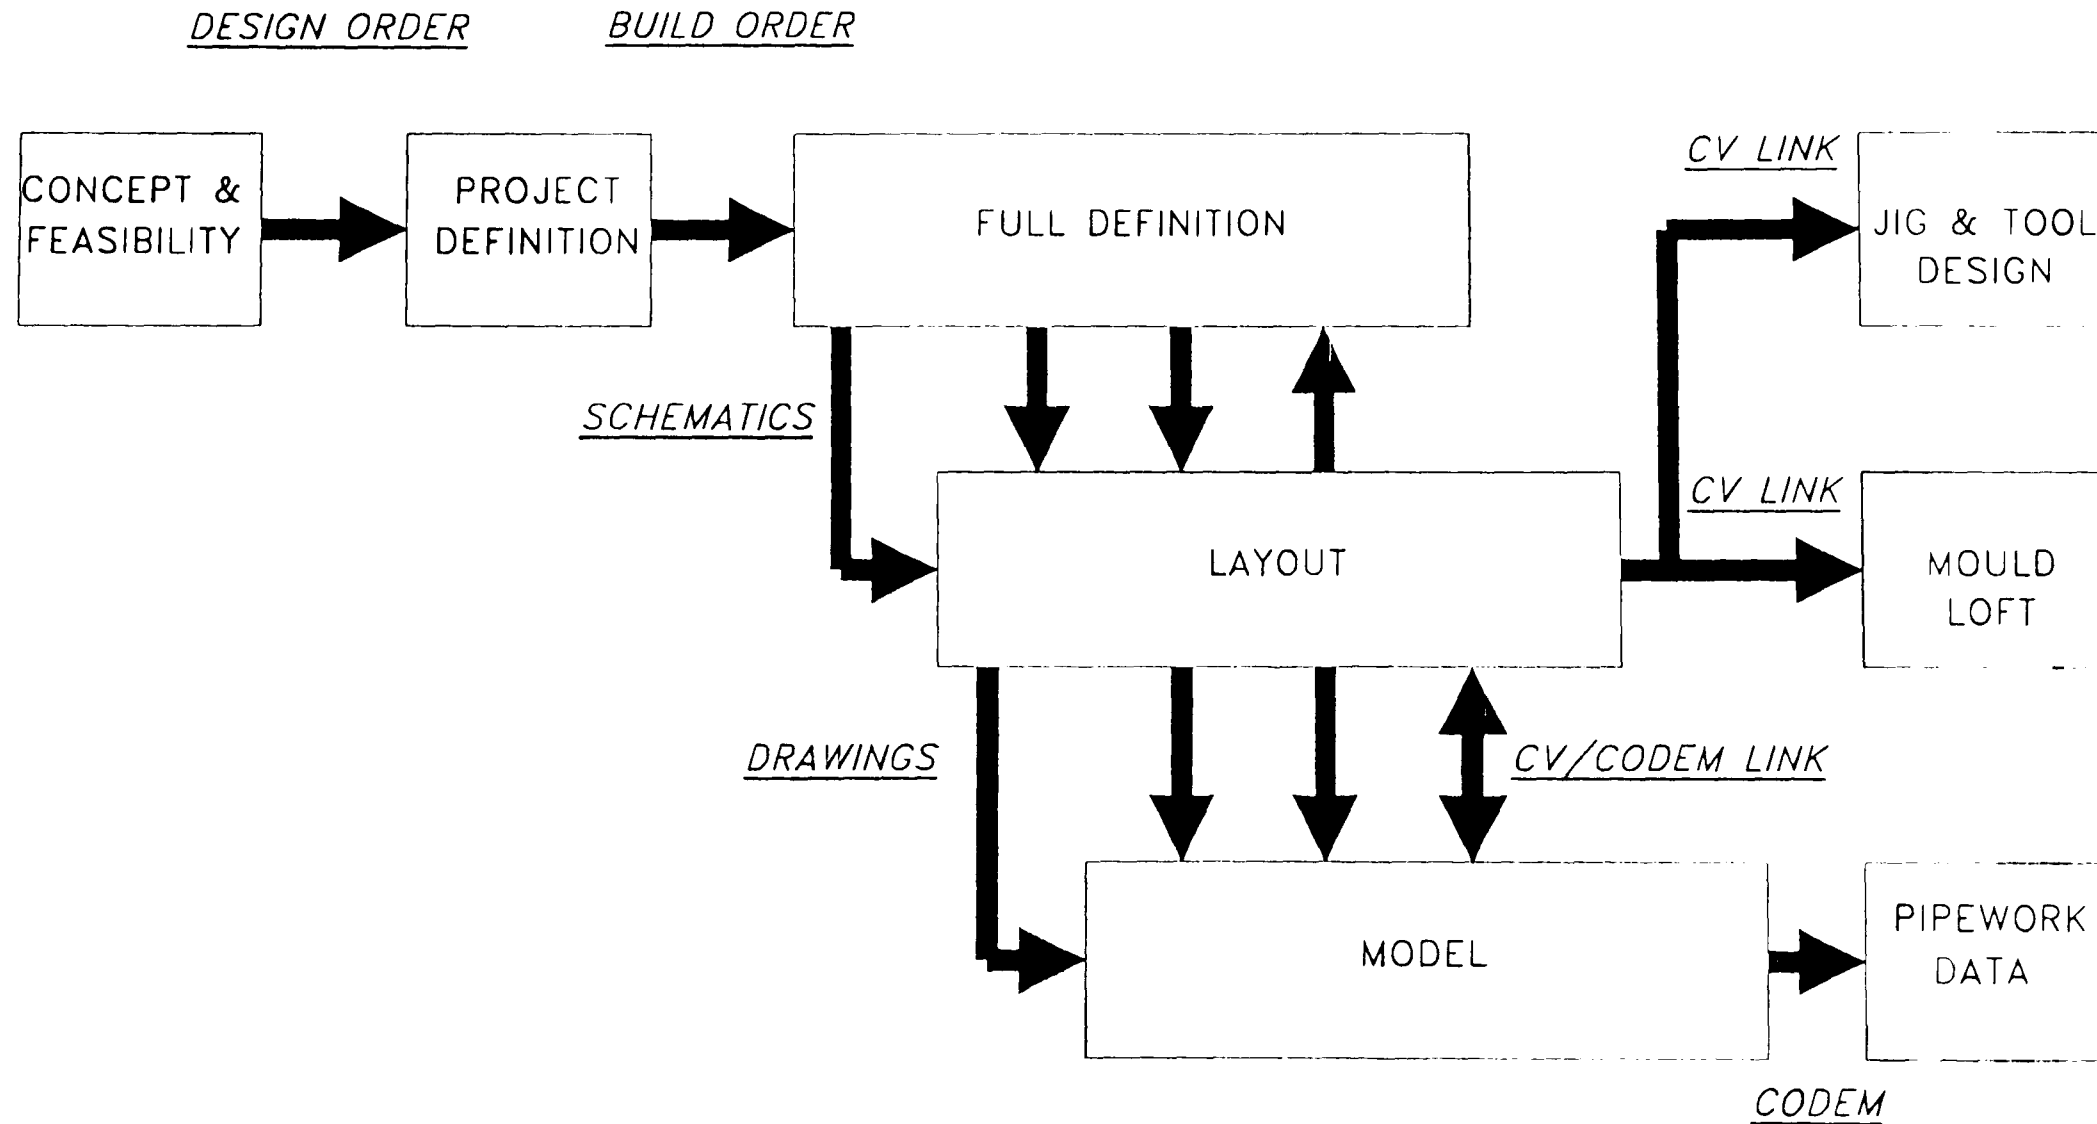 DESIGN ORDER
BUILD ORDER
CONCEPT &
FEASIBILITY
PROJECT
DEFINITION
FULL DEFINITION
CV LINK
JIG & TOOL
DESIGN
SCHEMATICS
CV LINK
LAYOUT
MOULD
LOFT
DRAWINGS
CV/CODEM LINK
MODEL
PIPEWORK
DATA
CODEM